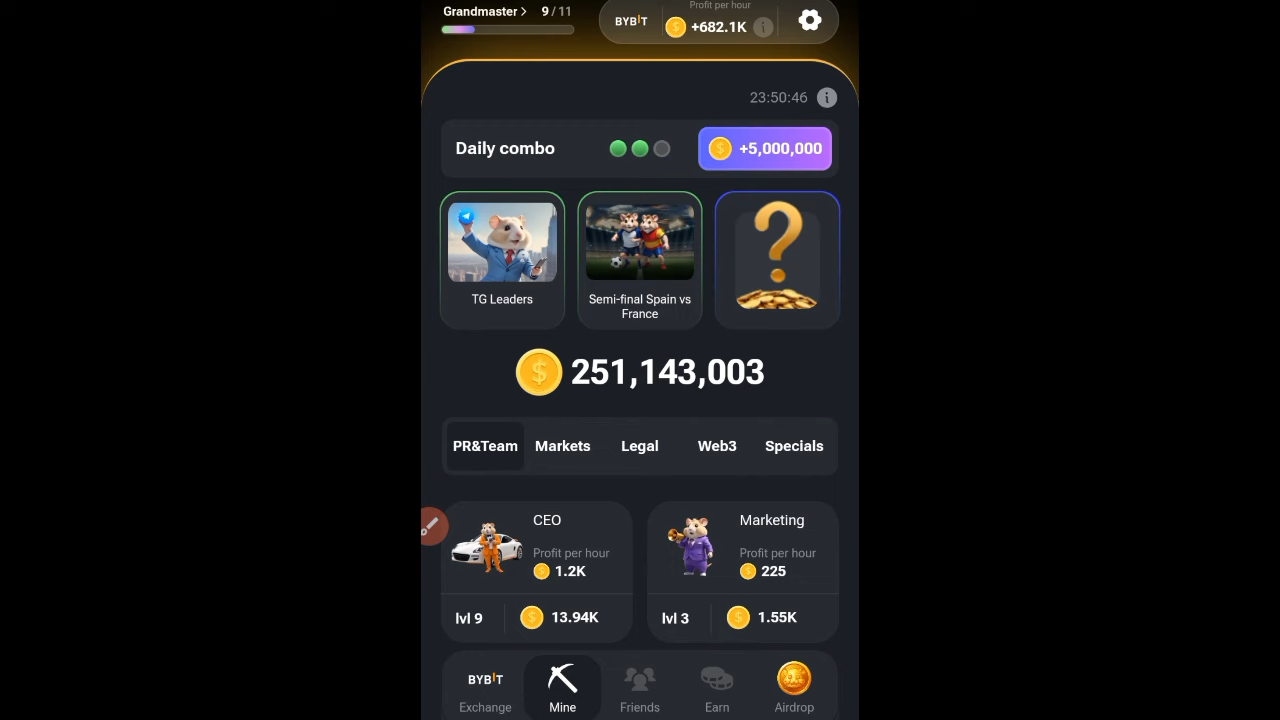 Grandmaster > 9 / 11
BYBIT
Profit per hour
+682.1K
23:50:46
Daily combo
+5,000,000
TG Leaders
Semi-final Spain vs
France
251,143,003
PR&Team Markets Legal Web3 Specials
CEO
Profit per hour
1.2K
lvl 9 13.94K
Marketing
Profit per hour
225
lvl 3 1.55K
BYBIT
Exchange Mine Friends Earn Airdrop